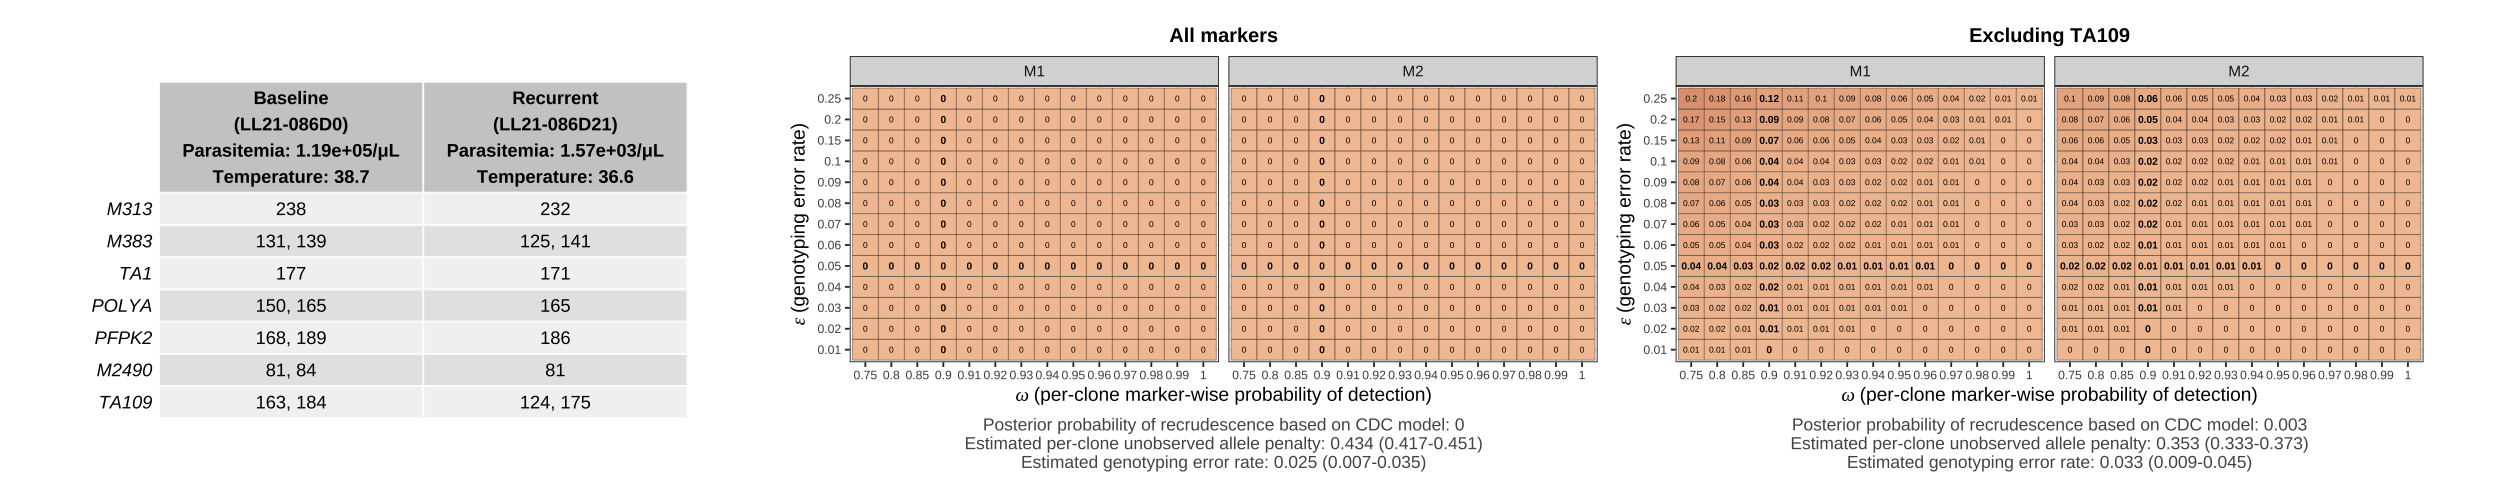 All markers
Excluding TA109
Baseline
(LL21-086D0)
Parasitemia: 1.19e+05/µL
Temperature: 38.7
Recurrent
(LL21-086D21)
Parasitemia: 1.57e+03/µL
Temperature: 36.6
M313 238 232
M383 131, 139 125, 141
TA1 177 171
POLYA 150, 165 165
PFPK2 168, 189 186
M2490 81, 84 81
TA109 163, 184 124, 175
M1 M2
ε (genotyping error rate)
0.25 0 0 0 0 0 0 0 0 0 0 0 0 0 0 0 0 0 0 0 0 0 0 0 0 0 0 0 0
0.2 0 0 0 0 0 0 0 0 0 0 0 0 0 0 0 0 0 0 0 0 0 0 0 0 0 0 0 0
0.15 0 0 0 0 0 0 0 0 0 0 0 0 0 0 0 0 0 0 0 0 0 0 0 0 0 0 0 0
0.1 0 0 0 0 0 0 0 0 0 0 0 0 0 0 0 0 0 0 0 0 0 0 0 0 0 0 0 0
0.09 0 0 0 0 0 0 0 0 0 0 0 0 0 0 0 0 0 0 0 0 0 0 0 0 0 0 0 0
0.08 0 0 0 0 0 0 0 0 0 0 0 0 0 0 0 0 0 0 0 0 0 0 0 0 0 0 0 0
0.07 0 0 0 0 0 0 0 0 0 0 0 0 0 0 0 0 0 0 0 0 0 0 0 0 0 0 0 0
0.06 0 0 0 0 0 0 0 0 0 0 0 0 0 0 0 0 0 0 0 0 0 0 0 0 0 0 0 0
0.05 0 0 0 0 0 0 0 0 0 0 0 0 0 0 0 0 0 0 0 0 0 0 0 0 0 0 0 0
0.04 0 0 0 0 0 0 0 0 0 0 0 0 0 0 0 0 0 0 0 0 0 0 0 0 0 0 0 0
0.03 0 0 0 0 0 0 0 0 0 0 0 0 0 0 0 0 0 0 0 0 0 0 0 0 0 0 0 0
0.02 0 0 0 0 0 0 0 0 0 0 0 0 0 0 0 0 0 0 0 0 0 0 0 0 0 0 0 0
0.01 0 0 0 0 0 0 0 0 0 0 0 0 0 0 0 0 0 0 0 0 0 0 0 0 0 0 0 0
0.75 0.8 0.85 0.9 0.91 0.92 0.93 0.94 0.95 0.96 0.97 0.98 0.99 1 0.75 0.8 0.85 0.9 0.91 0.92 0.93 0.94 0.95 0.96 0.97 0.98 0.99 1
ω (per-clone marker-wise probability of detection)
Posterior probability of recrudescence based on CDC model: 0
Estimated per-clone unobserved allele penalty: 0.434 (0.417-0.451)
Estimated genotyping error rate: 0.025 (0.007-0.035)
M1 M2
ε (genotyping error rate)
0.25 0.2 0.18 0.16 0.12 0.11 0.1 0.09 0.08 0.06 0.05 0.04 0.02 0.01 0.01 0.1 0.09 0.08 0.06 0.06 0.05 0.05 0.04 0.03 0.03 0.02 0.01 0.01 0.01
0.2 0.17 0.15 0.13 0.09 0.09 0.08 0.07 0.06 0.05 0.04 0.03 0.01 0.01 0 0.08 0.07 0.06 0.05 0.04 0.04 0.03 0.03 0.02 0.02 0.01 0.01 0 0
0.15 0.13 0.11 0.09 0.07 0.06 0.06 0.05 0.04 0.03 0.03 0.02 0.01 0 0 0.06 0.05 0.05 0.03 0.03 0.03 0.02 0.02 0.02 0.01 0.01 0 0 0
0.1 0.09 0.08 0.06 0.04 0.04 0.04 0.03 0.03 0.02 0.02 0.01 0.01 0 0 0.04 0.04 0.03 0.02 0.02 0.02 0.02 0.01 0.01 0.01 0.01 0 0 0
0.09 0.08 0.07 0.06 0.04 0.04 0.03 0.03 0.02 0.02 0.01 0.01 0.01 0 0 0.04 0.03 0.03 0.02 0.02 0.02 0.01 0.01 0.01 0.01 0 0 0 0
0.08 0.07 0.06 0.05 0.03 0.03 0.03 0.02 0.02 0.02 0.01 0.01 0 0 0 0.04 0.03 0.03 0.02 0.02 0.01 0.01 0.01 0.01 0.01 0 0 0 0
0.07 0.06 0.05 0.04 0.03 0.03 0.02 0.02 0.02 0.01 0.01 0.01 0 0 0 0.03 0.03 0.02 0.02 0.01 0.01 0.01 0.01 0.01 0.01 0 0 0 0
0.06 0.05 0.05 0.04 0.03 0.02 0.02 0.02 0.01 0.01 0.01 0.01 0 0 0 0.03 0.02 0.02 0.01 0.01 0.01 0.01 0.01 0.01 0 0 0 0 0
0.05 0.04 0.04 0.03 0.02 0.02 0.02 0.01 0.01 0.01 0.01 0 0 0 0 0.02 0.02 0.02 0.01 0.01 0.01 0.01 0.01 0 0 0 0 0 0
0.04 0.04 0.03 0.02 0.02 0.01 0.01 0.01 0.01 0.01 0.01 0 0 0 0 0.02 0.02 0.01 0.01 0.01 0.01 0.01 0 0 0 0 0 0 0
0.03 0.03 0.02 0.02 0.01 0.01 0.01 0.01 0.01 0.01 0 0 0 0 0 0.01 0.01 0.01 0.01 0.01 0 0 0 0 0 0 0 0 0
0.02 0.02 0.02 0.01 0.01 0.01 0.01 0.01 0 0 0 0 0 0 0 0.01 0.01 0.01 0 0 0 0 0 0 0 0 0 0 0
0.01 0.01 0.01 0.01 0 0 0 0 0 0 0 0 0 0 0 0 0 0 0 0 0 0 0 0 0 0 0 0 0
0.75 0.8 0.85 0.9 0.91 0.92 0.93 0.94 0.95 0.96 0.97 0.98 0.99 1 0.75 0.8 0.85 0.9 0.91 0.92 0.93 0.94 0.95 0.96 0.97 0.98 0.99 1
ω (per-clone marker-wise probability of detection)
Posterior probability of recrudescence based on CDC model: 0.003
Estimated per-clone unobserved allele penalty: 0.353 (0.333-0.373)
Estimated genotyping error rate: 0.033 (0.009-0.045)